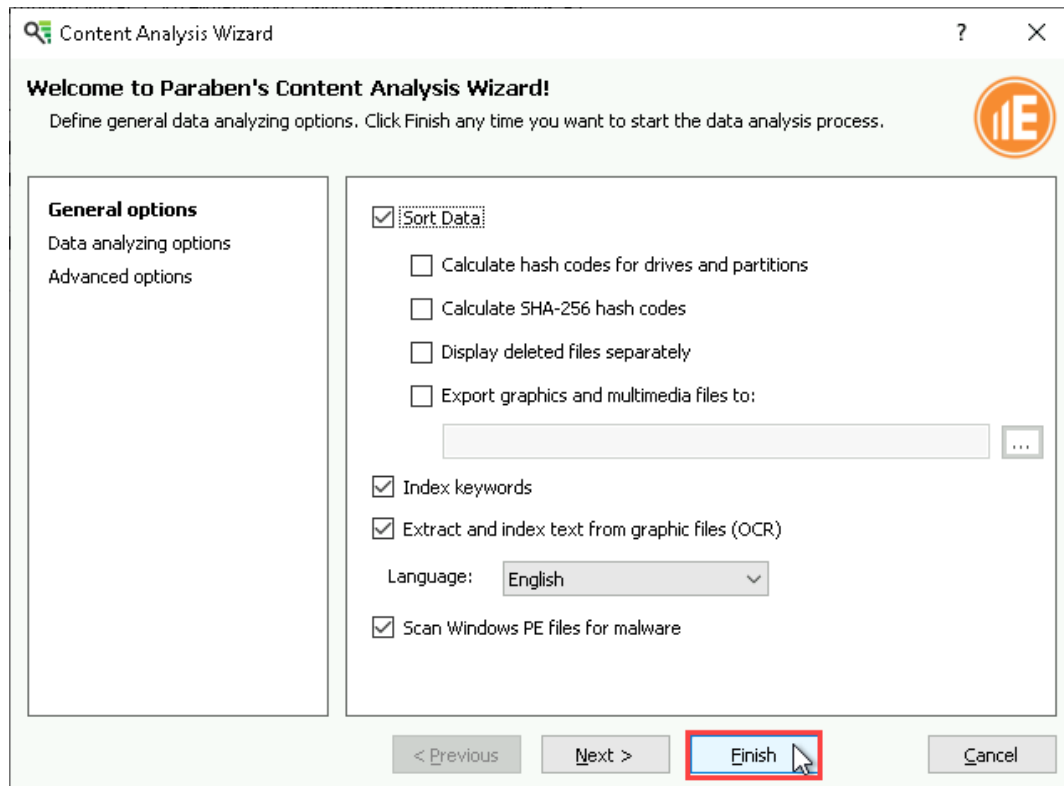 Content Analysis Wizard
?
Welcome to Paraben's Content Analysis Wizard!
Define general data analyzing options. Click Finish any time you want to start the data analysis process.
E
General options
Data analyzing options
Advanced options
Sort Data
Calculate hash codes for drives and partitions
Calculate SHA-256 hash codes
Display deleted files separately
Export graphics and multimedia files to:
...
Index keywords
Extract and index text from graphic files (OCR)
Language: English
Scan Windows PE files for malware
< Previous Next > Finish Cancel